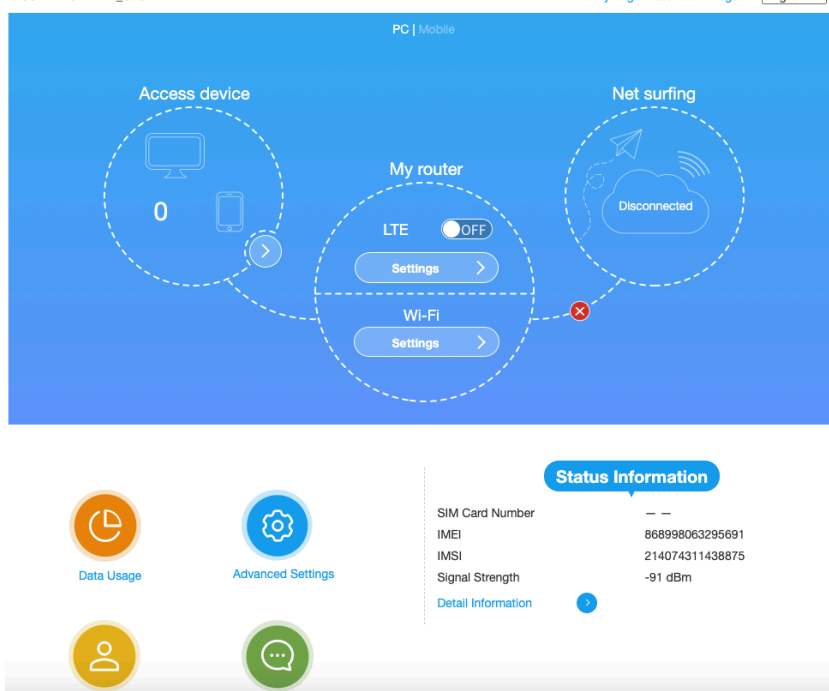 PC | Mobile
Access device
Net surfing
My router
0
Disconnected
LTE OFF
Settings
Wi-Fi
Settings
Status Information
SIM Card Number — —
IMEI 868998063295691
IMSI 214074311438875
Signal Strength -91 dBm
Detail Information
Data Usage
Advanced Settings